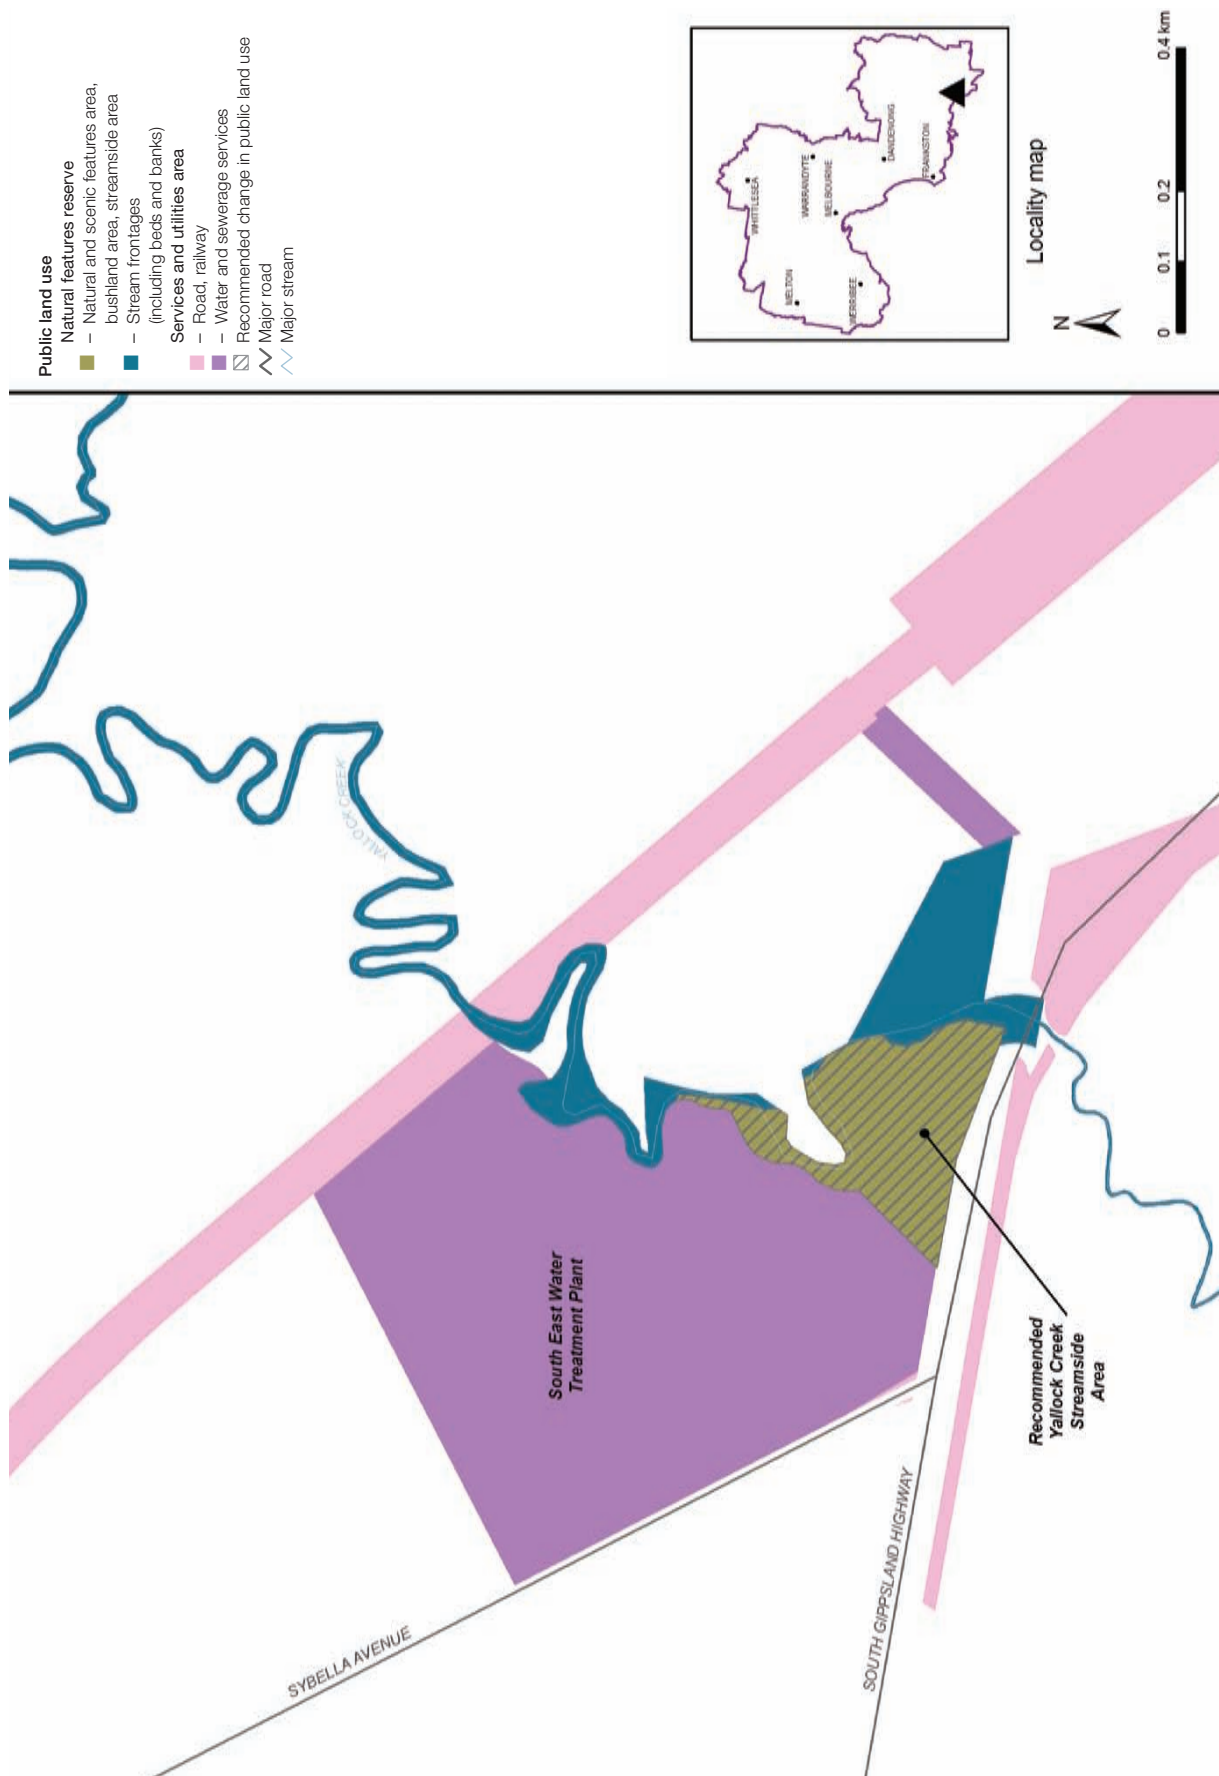 Public land use
Natural features reserve
– Natural and scenic features area,
bushland area, streamside area
– Stream frontages
(including beds and banks)
Services and utilities area
– Road, railway
– Water and sewerage services
Recommended change in public land use
Major road
Major stream
WHITTLESEA
MELTON
WARRANDYTE
MELBOURNE
DANDENONG
WERRIBEE
FRANKSTON
Locality map
N
0
0.1
0.2
0.4 km
YALLOCK CREEK
South East Water
Treatment Plant
SYBELLA AVENUE
SOUTH GIPPSLAND HIGHWAY
Recommended
Yallock Creek
Streamside
Area